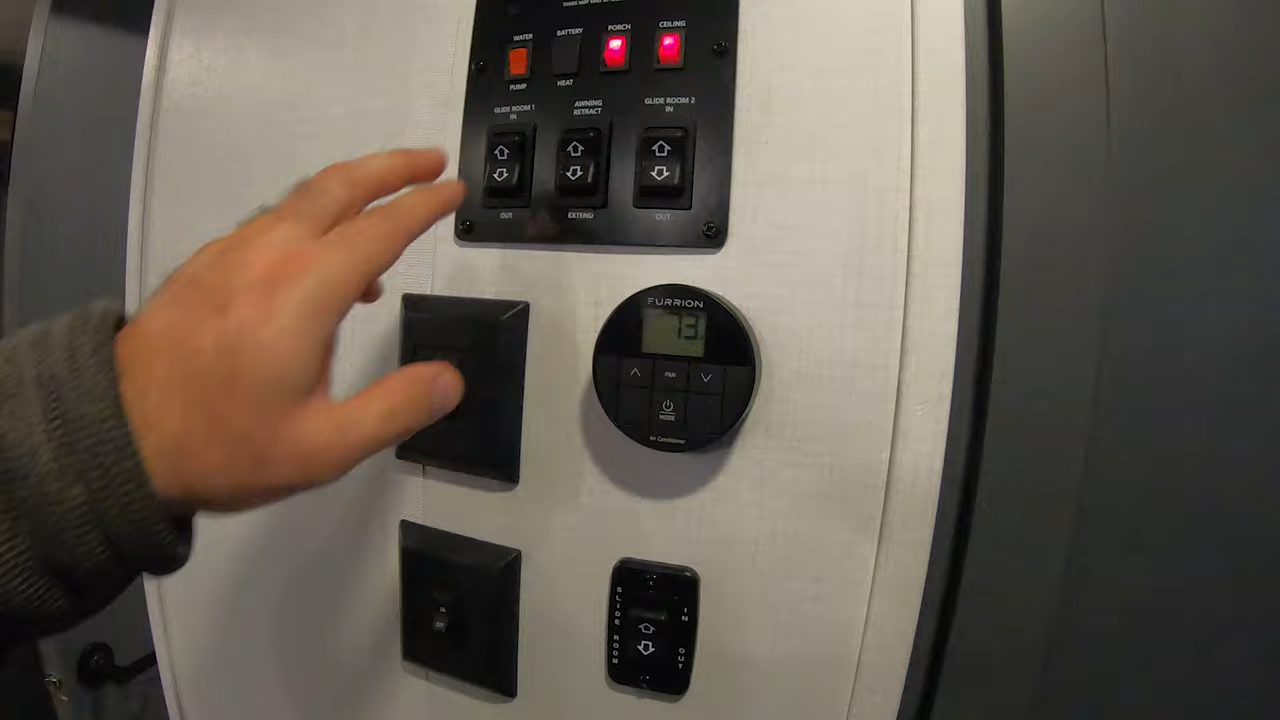 WATER
PUMP
BATTERY
HEAT
PORCH
CEILING
GLIDE ROOM 1
IN
OUT
AWNING
RETRACT
EXTEND
GLIDE ROOM 2
IN
OUT
FURRION
73
FAN
MODE
Air Conditioner
OFF
SLIDE ROOM
IN
OUT